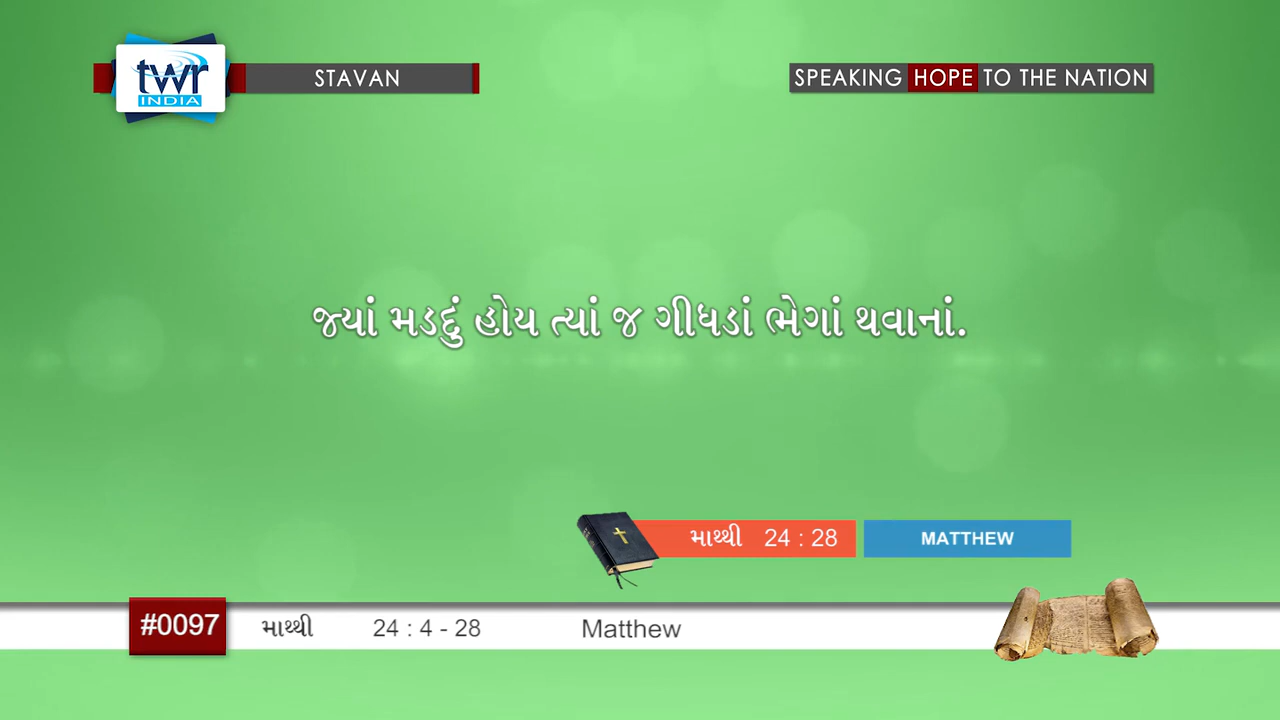 twr
INDIA
STAVAN
SPEAKING HOPE TO THE NATION
જ્યાં મડદું હોય ત્યાં જ ગીધડાં ભેગાં થવાનાં.
માથ્થી 24 : 28
MATTHEW
#0097 માથ્થી 24 : 4 - 28 Matthew